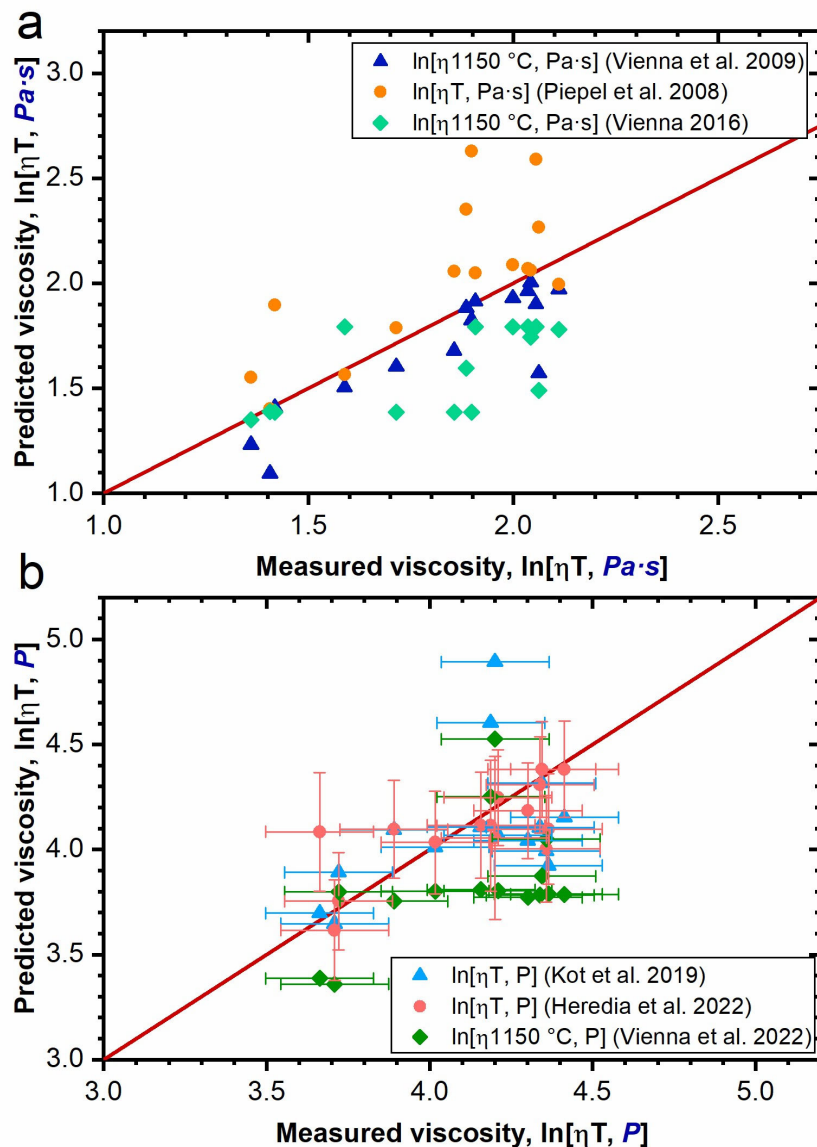 a
Predicted viscosity, ln[ηT, Pa·s]
3.0
2.5
2.0
1.5
1.0
ln[η1150 °C, Pa·s] (Vienna et al. 2009)
ln[ηT, Pa·s] (Piepel et al. 2008)
ln[η1150 °C, Pa·s] (Vienna 2016)
1.0 1.5 2.0 2.5
Measured viscosity, ln[ηT, Pa·s]
b
Predicted viscosity, ln[ηT, P]
5.0
4.5
4.0
3.5
3.0
ln[ηT, P] (Kot et al. 2019)
ln[ηT, P] (Heredia et al. 2022)
ln[η1150 °C, P] (Vienna et al. 2022)
3.0 3.5 4.0 4.5 5.0
Measured viscosity, ln[ηT, P]